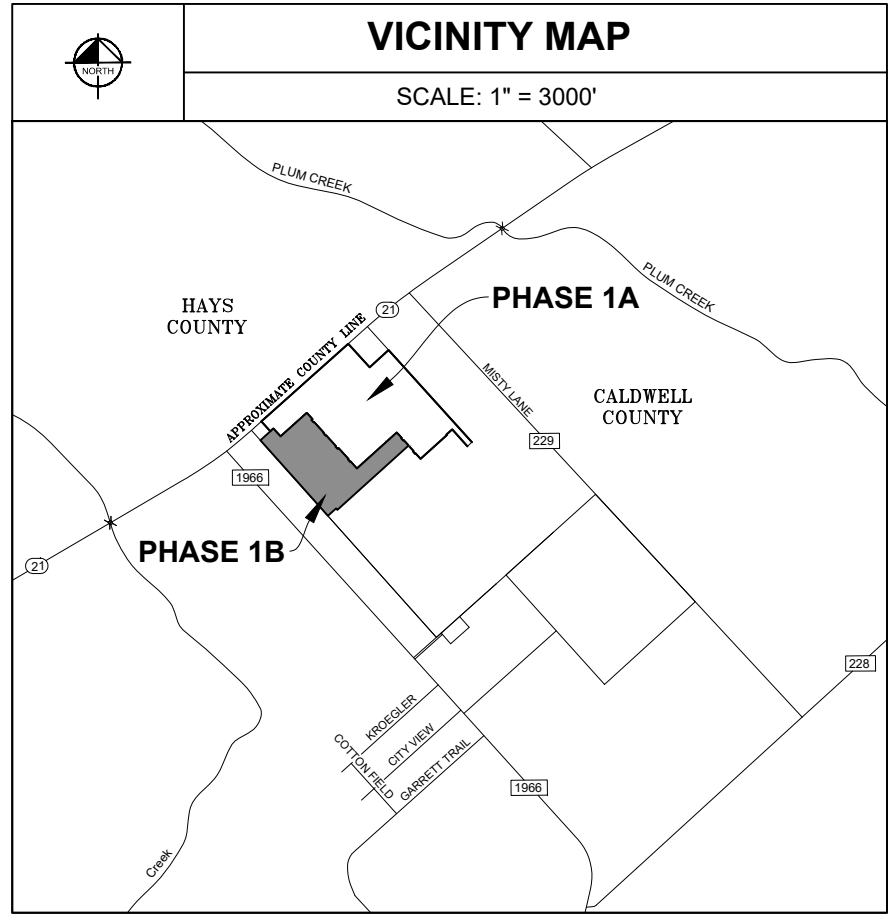 NORTH
VICINITY MAP
SCALE: 1" = 3000'
PLUM CREEK
PLUM CREEK
HAYS
COUNTY
21
PHASE 1A
APPROXIMATE COUNTY LINE
MISTY LANE
CALDWELL
COUNTY
229
1966
PHASE 1B
21
228
KROEGLER
CITY VIEW
COTTON FIELD
GARRETT TRAIL
1966
Creek